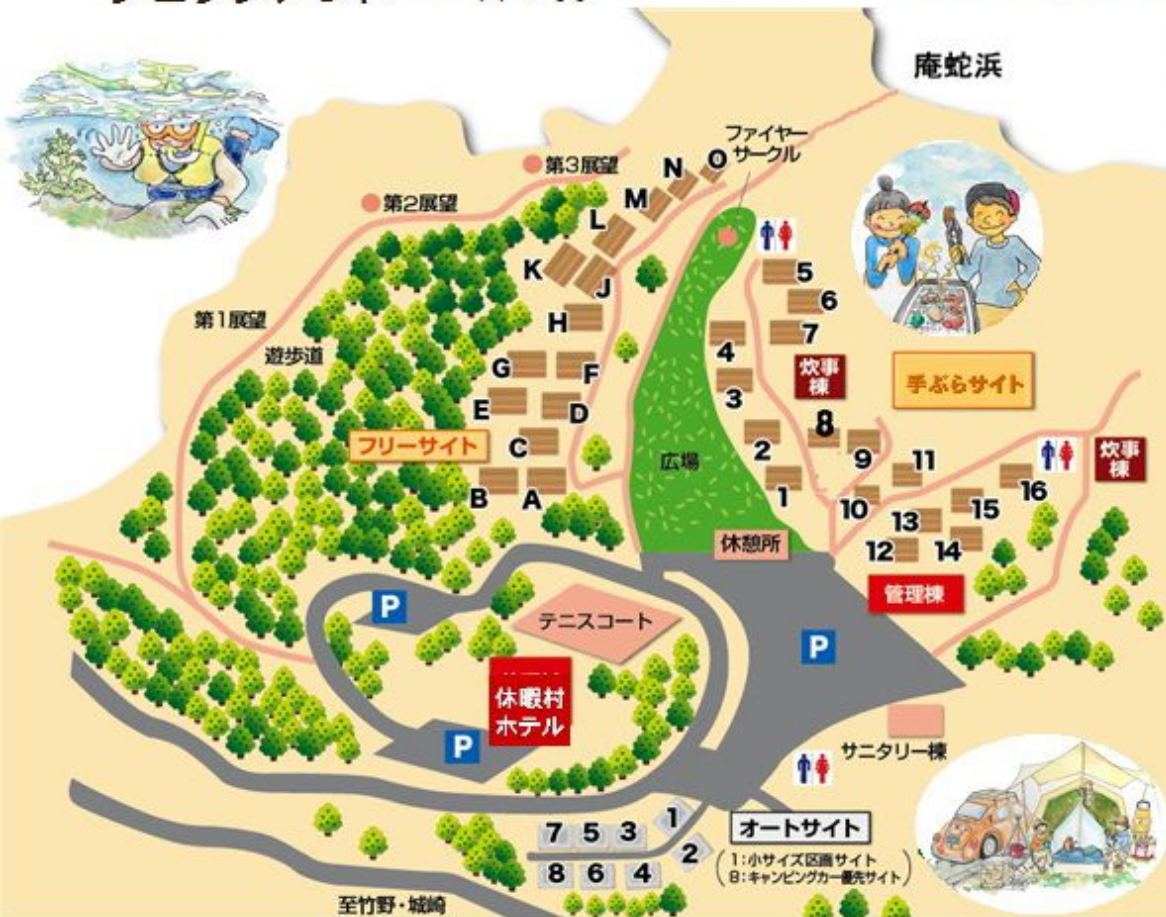 庵蛇浜
ファイヤー
サークル
第3展望
第2展望
第1展望
遊歩道
フリーサイト
O
N
M
L
K
J
H
G
F
E
D
C
B
A
5
6
7
4
3
2
1
炊事
棟
手ぶらサイト
8
9
11
10
13
12
14
15
16
炊事
棟
広場
休憩所
管理棟
P
テニスコート
P
休暇村
ホテル
P
サニタリー棟
オートサイト
(1:小サイズ区画サイト
8:キャンピングカー優先サイト)
7 5 3 1
8 6 4 2
至竹野・城崎